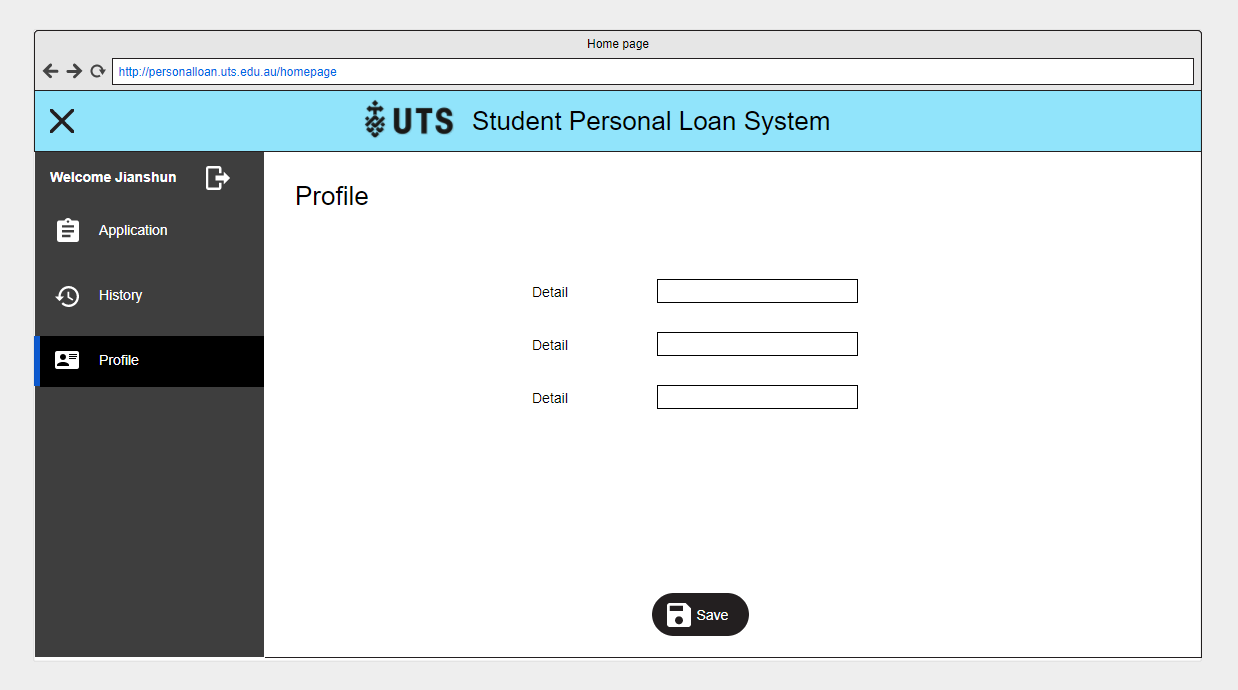 Home page
http://personalloan.uts.edu.au/homepage
UTS Student Personal Loan System
Welcome Jianshun
Application
History
Profile
Profile
Detail
Detail
Detail
Save